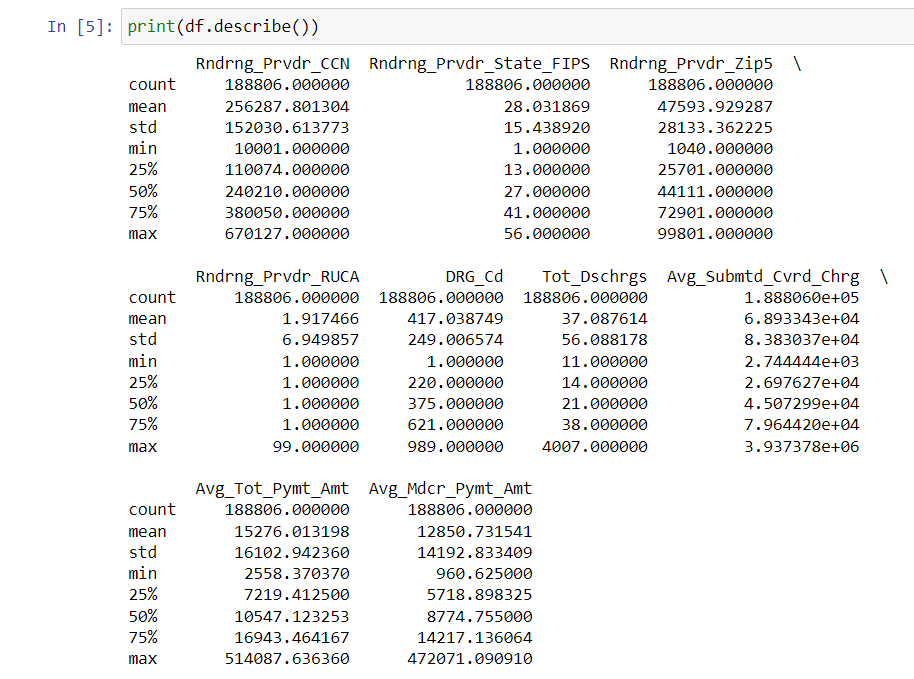 In [5]: print(df.describe())
Rndrng_Prvdr_CCN Rndrng_Prvdr_State_FIPS Rndrng_Prvdr_Zip5 \
count 188806.000000 188806.000000 188806.000000
mean 256287.801304 28.031869 47593.929287
std 152030.613773 15.438920 28133.362225
min 10001.000000 1.000000 1040.000000
25% 110074.000000 13.000000 25701.000000
50% 240210.000000 27.000000 44111.000000
75% 380050.000000 41.000000 72901.000000
max 670127.000000 56.000000 99801.000000
Rndrng_Prvdr_RUCA DRG_Cd Tot_Dschrgs Avg_Submtd_Cvrd_Chrg \
count 188806.000000 188806.000000 188806.000000 1.888060e+05
mean 1.917466 417.038749 37.087614 6.893343e+04
std 6.949857 249.006574 56.088178 8.383037e+04
min 1.000000 1.000000 11.000000 2.744444e+03
25% 1.000000 220.000000 14.000000 2.697627e+04
50% 1.000000 375.000000 21.000000 4.507299e+04
75% 1.000000 621.000000 38.000000 7.964420e+04
max 99.000000 989.000000 4007.000000 3.937378e+06
Avg_Tot_Pymt_Amt Avg_Mdcr_Pymt_Amt
count 188806.000000 188806.000000
mean 15276.013198 12850.731541
std 16102.942360 14192.833409
min 2558.370370 960.625000
25% 7219.412500 5718.898325
50% 10547.123253 8774.755000
75% 16943.464167 14217.136064
max 514087.636360 472071.090910